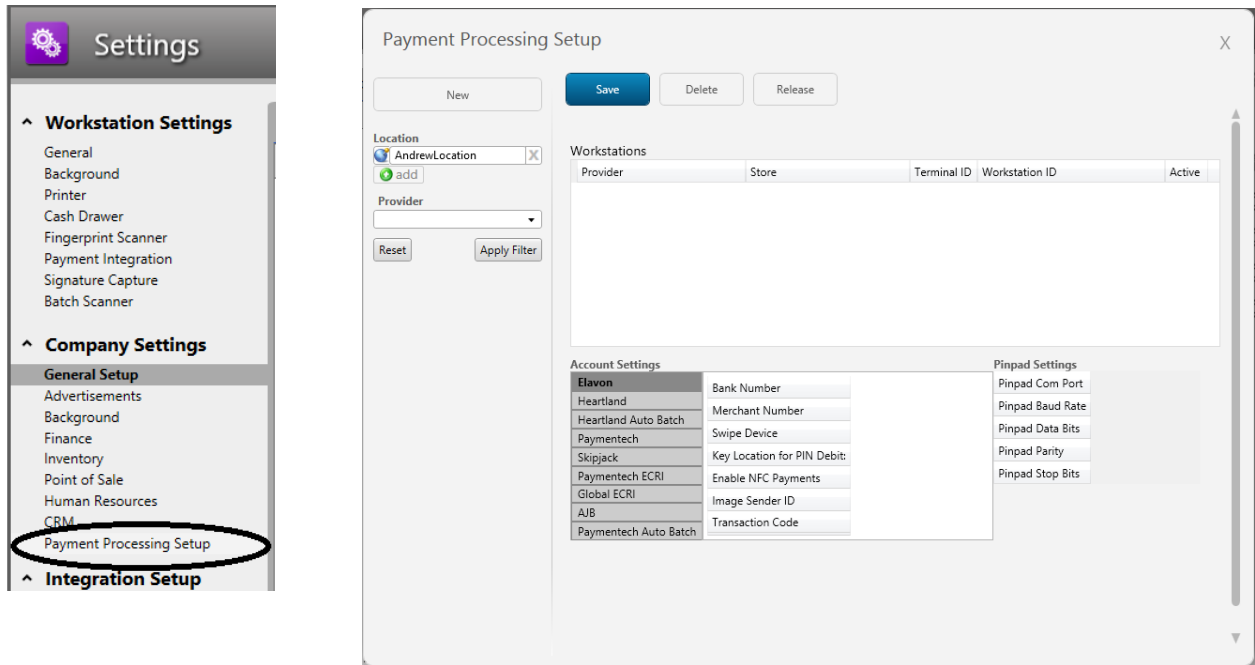 Settings
Workstation Settings
General
Background
Printer
Cash Drawer
Fingerprint Scanner
Payment Integration
Signature Capture
Batch Scanner
Company Settings
General Setup
Advertisements
Background
Finance
Inventory
Point of Sale
Human Resources
CRM
Payment Processing Setup
Integration Setup
Payment Processing Setup
X
New
Save Delete Release
Location
AndrewLocation X
add
Provider
Reset Apply Filter
Workstations
Provider Store Terminal ID Workstation ID Active
Account Settings
Elavon
Heartland
Heartland Auto Batch
Paymentech
Skipjack
Paymentech ECRI
Global ECRI
AJB
Paymentech Auto Batch
Bank Number
Merchant Number
Swipe Device
Key Location for PIN Debit:
Enable NFC Payments
Image Sender ID
Transaction Code
Pinpad Settings
Pinpad Com Port
Pinpad Baud Rate
Pinpad Data Bits
Pinpad Parity
Pinpad Stop Bits